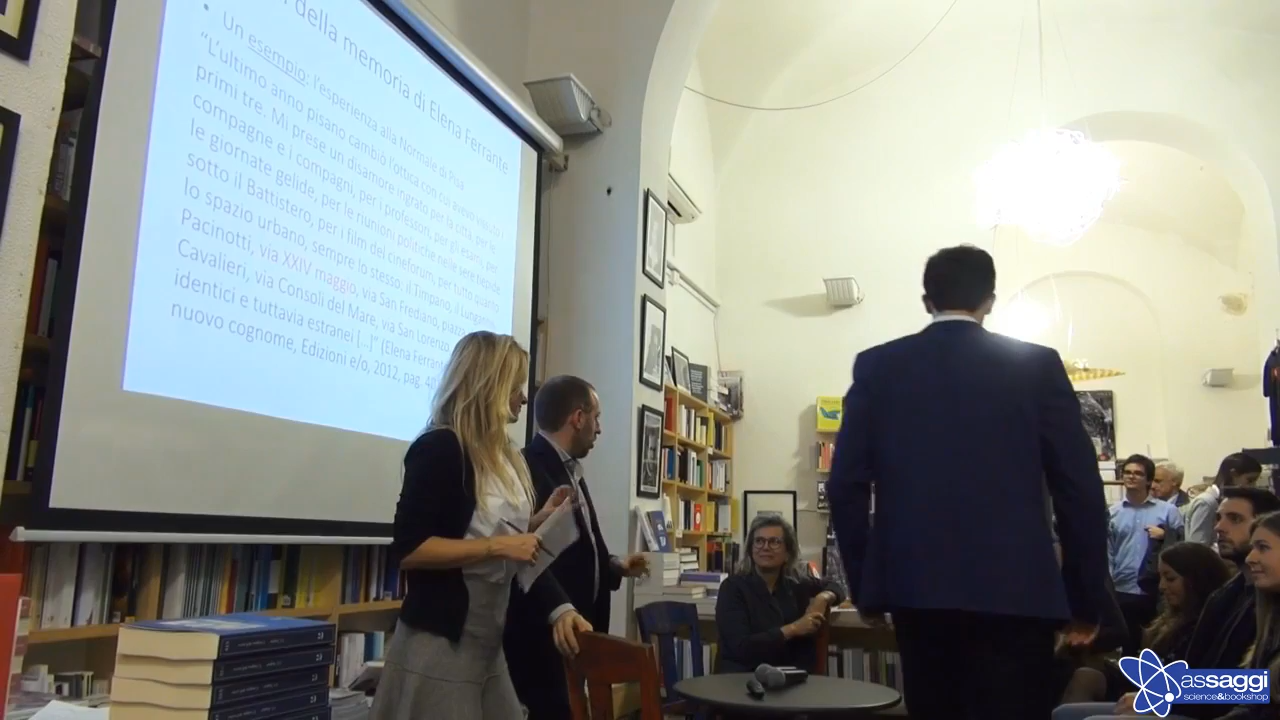 della memoria di Elena Ferrante
• Un esempio: l'esperienza alla Normale di Pisa
"L'ultimo anno pisano cambiò l'ottica con cui avevo vissuto i
primi tre. Mi prese un disamore ingrato per la città, per le
compagne e i compagni, per i professori, per gli esami, per
le giornate gelide, per le riunioni politiche nelle sere tiepide
sotto il Battistero, per i film del cineforum, per tutto quanto
lo spazio urbano, sempre lo stesso: il Timpano, il Lungarno
Pacinotti, via XXIV maggio, via San Frediano, piazza
Cavalieri, via Consoli del Mare, via San Lorenzo,
identici e tuttavia estranei [...]" (Elena Ferrante
nuovo cognome, Edizioni e/o, 2012, pag. 40
assaggi
science&bookshop